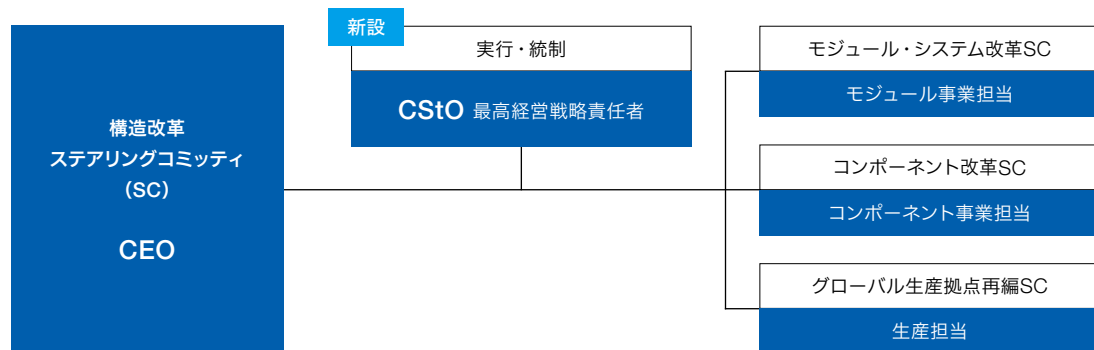 構造改革
ステアリングコミッティ
（SC）
CEO
新設
実行・統制
CStO 最高経営戦略責任者
モジュール・システム改革SC
モジュール事業担当
コンポーネント改革SC
コンポーネント事業担当
グローバル生産拠点再編SC
生産担当